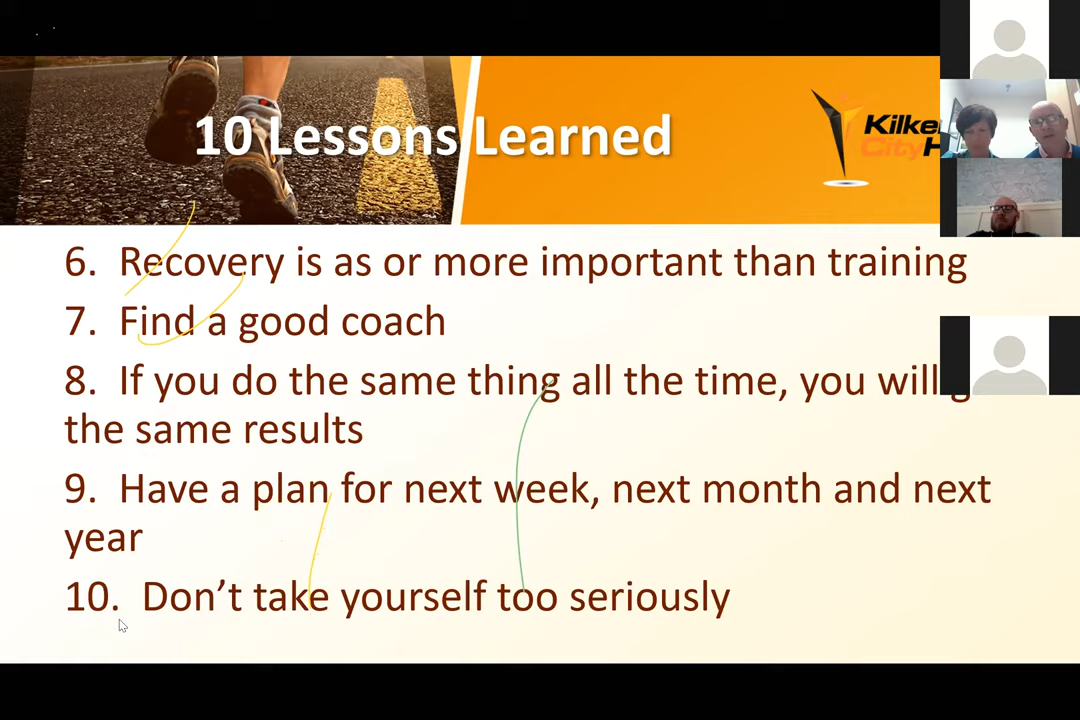 10 Lessons Learned
6. Recovery is as or more important than training
7. Find a good coach
8. If you do the same thing all the time, you will
the same results
9. Have a plan for next week, next month and next
year
10. Don’t take yourself too seriously